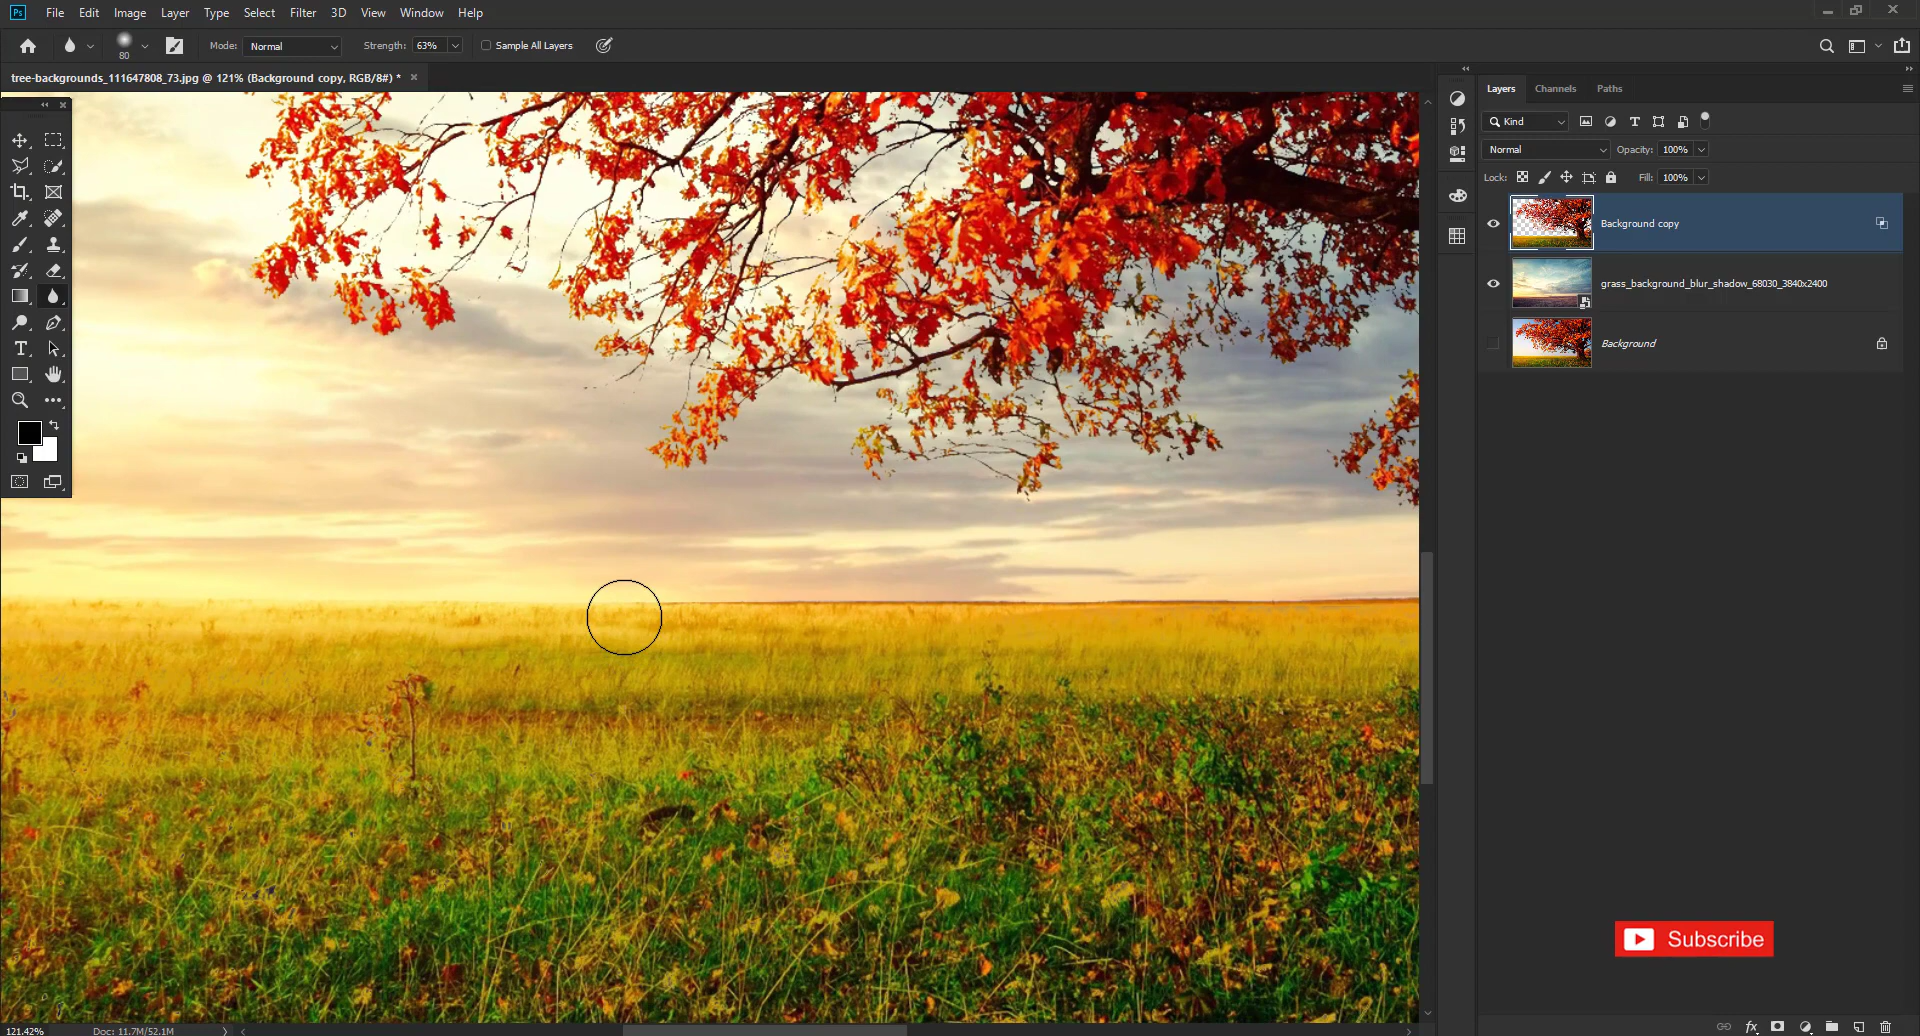 Ps File Edit Image Layer Type Select Filter 3D View Window Help
80 Mode: Normal Strength: 63% Sample All Layers
tree-backgrounds_111647808_73.jpg @ 121% (Background copy, RGB/8#) * ×
Layers Channels Paths
Kind
Normal Opacity: 100%
Lock: Fill: 100%
Background copy
grass_background_blur_shadow_68030_3840x2400
Background
Subscribe
121.42% Doc: 11.7M/52.1M